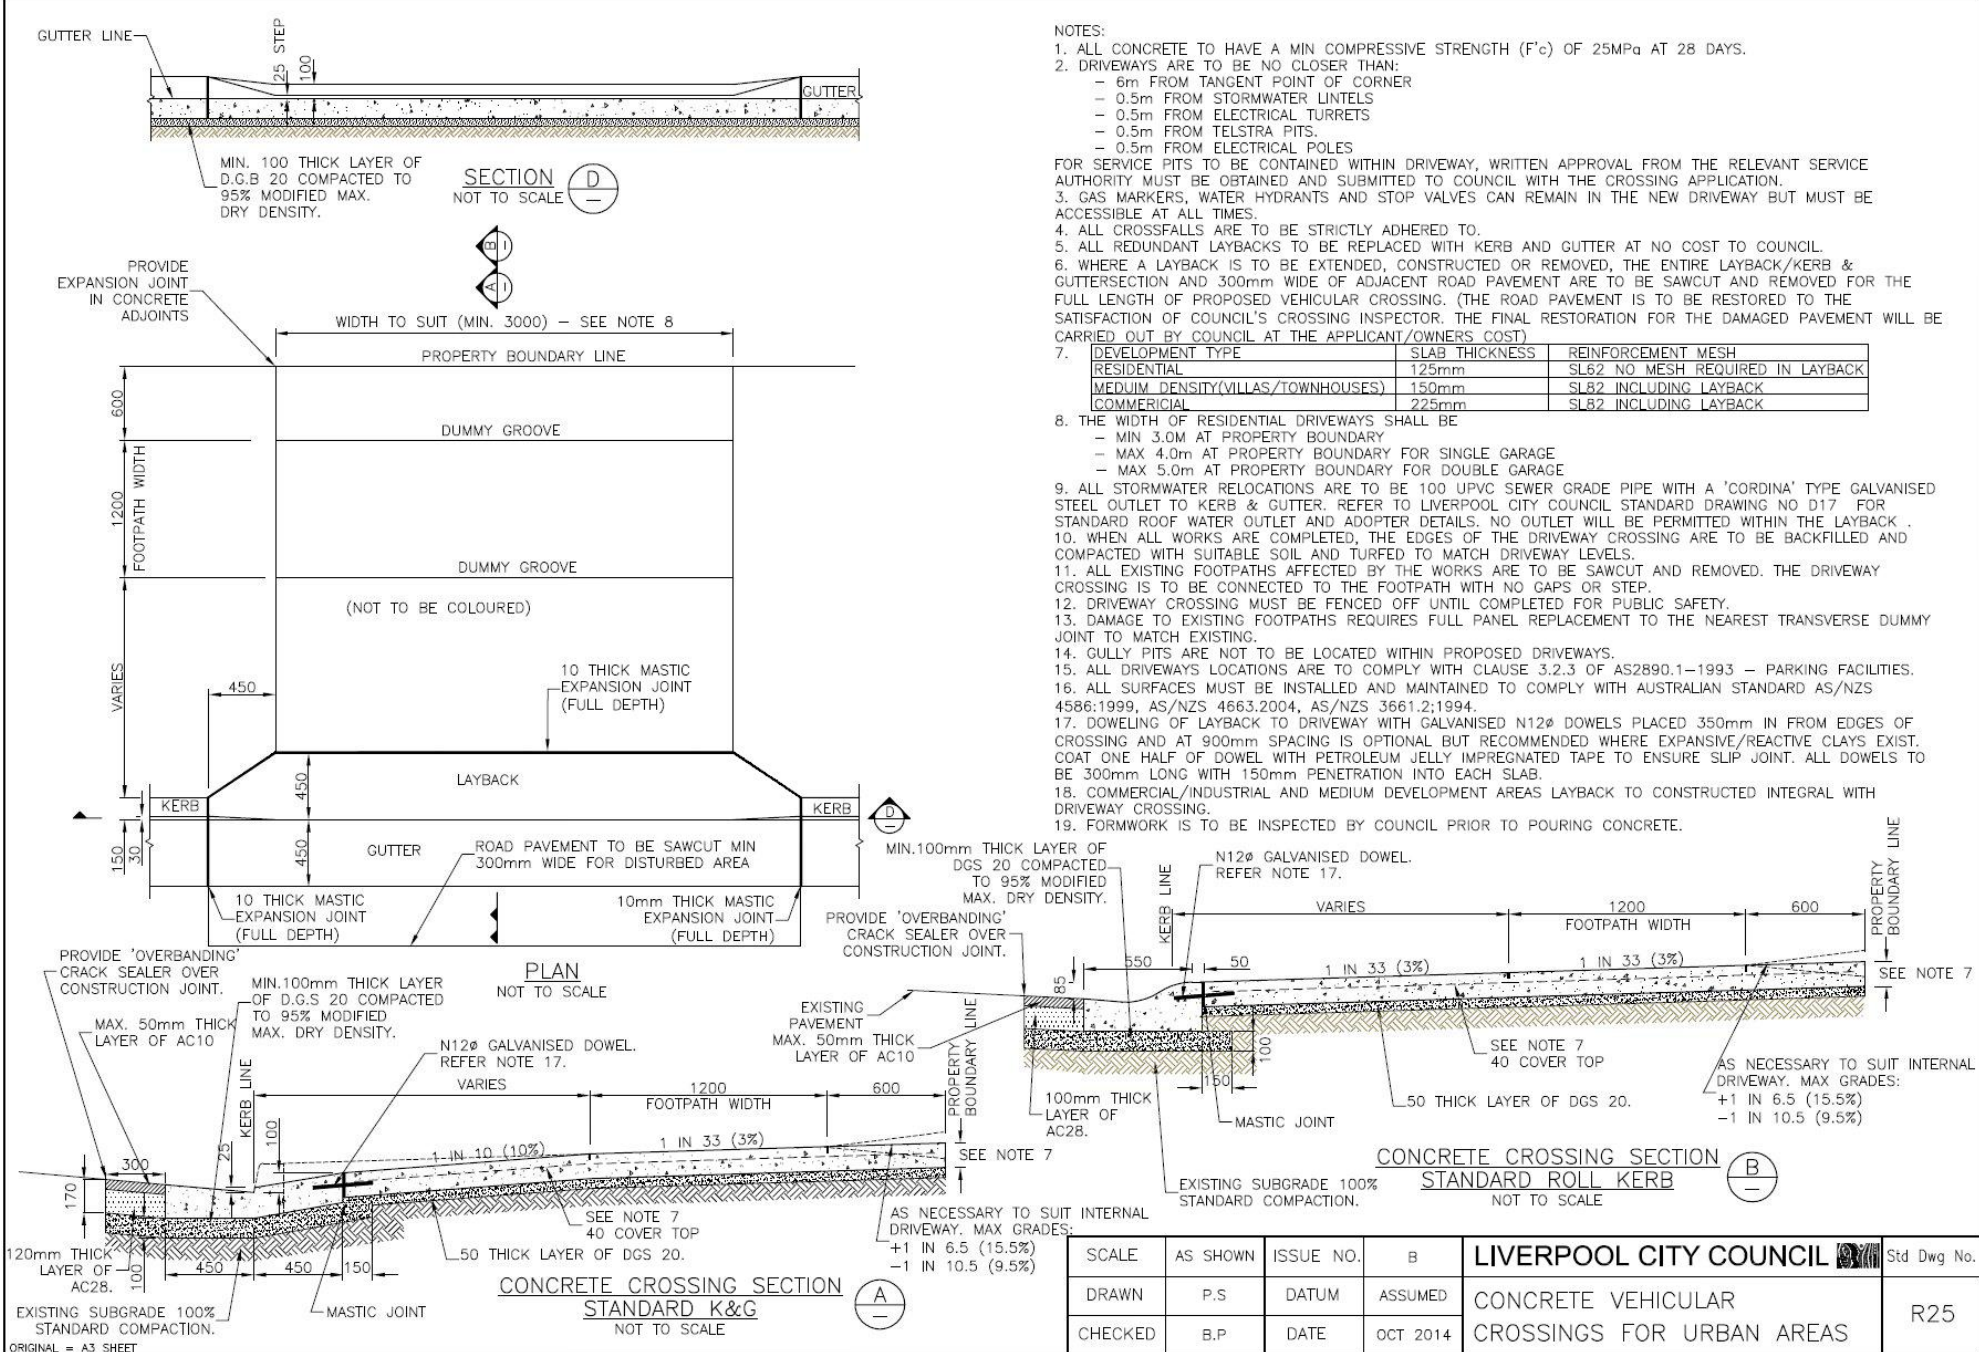 GUTTER LINE
25 STEP
100
GUTTER
MIN. 100 THICK LAYER OF
D.G.B 20 COMPACTED TO
95% MODIFIED MAX.
DRY DENSITY.
SECTION
NOT TO SCALE
D
B
A
PROVIDE
EXPANSION JOINT
IN CONCRETE
ADJOINTS
WIDTH TO SUIT (MIN. 3000) – SEE NOTE 8
PROPERTY BOUNDARY LINE
600
DUMMY GROOVE
1200
FOOTPATH WIDTH
DUMMY GROOVE
(NOT TO BE COLOURED)
VARIES
450
10 THICK MASTIC
EXPANSION JOINT
(FULL DEPTH)
450
LAYBACK
KERB
KERB
D
150
30
450
GUTTER
ROAD PAVEMENT TO BE SAWCUT MIN
300mm WIDE FOR DISTURBED AREA
10 THICK MASTIC
EXPANSION JOINT
(FULL DEPTH)
10mm THICK MASTIC
EXPANSION JOINT
(FULL DEPTH)
PLAN
NOT TO SCALE
NOTES:
1. ALL CONCRETE TO HAVE A MIN COMPRESSIVE STRENGTH (F'c) OF 25MPa AT 28 DAYS.
2. DRIVEWAYS ARE TO BE NO CLOSER THAN:
– 6m FROM TANGENT POINT OF CORNER
– 0.5m FROM STORMWATER LINTELS
– 0.5m FROM ELECTRICAL TURRETS
– 0.5m FROM TELSTRA PITS.
– 0.5m FROM ELECTRICAL POLES
FOR SERVICE PITS TO BE CONTAINED WITHIN DRIVEWAY, WRITTEN APPROVAL FROM THE RELEVANT SERVICE
AUTHORITY MUST BE OBTAINED AND SUBMITTED TO COUNCIL WITH THE CROSSING APPLICATION.
3. GAS MARKERS, WATER HYDRANTS AND STOP VALVES CAN REMAIN IN THE NEW DRIVEWAY BUT MUST BE
ACCESSIBLE AT ALL TIMES.
4. ALL CROSSFALLS ARE TO BE STRICTLY ADHERED TO.
5. ALL REDUNDANT LAYBACKS TO BE REPLACED WITH KERB AND GUTTER AT NO COST TO COUNCIL.
6. WHERE A LAYBACK IS TO BE EXTENDED, CONSTRUCTED OR REMOVED, THE ENTIRE LAYBACK/KERB &
GUTTERSECTION AND 300mm WIDE OF ADJACENT ROAD PAVEMENT ARE TO BE SAWCUT AND REMOVED FOR THE
FULL LENGTH OF PROPOSED VEHICULAR CROSSING. (THE ROAD PAVEMENT IS TO BE RESTORED TO THE
SATISFACTION OF COUNCIL'S CROSSING INSPECTOR. THE FINAL RESTORATION FOR THE DAMAGED PAVEMENT WILL BE
CARRIED OUT BY COUNCIL AT THE APPLICANT/OWNERS COST)
7. DEVELOPMENT TYPE SLAB THICKNESS REINFORCEMENT MESH
RESIDENTIAL 125mm SL62 NO MESH REQUIRED IN LAYBACK
MEDUIM DENSITY(VILLAS/TOWNHOUSES) 150mm SL82 INCLUDING LAYBACK
COMMERICIAL 225mm SL82 INCLUDING LAYBACK
8. THE WIDTH OF RESIDENTIAL DRIVEWAYS SHALL BE
– MIN 3.0M AT PROPERTY BOUNDARY
– MAX 4.0m AT PROPERTY BOUNDARY FOR SINGLE GARAGE
– MAX 5.0m AT PROPERTY BOUNDARY FOR DOUBLE GARAGE
9. ALL STORMWATER RELOCATIONS ARE TO BE 100 UPVC SEWER GRADE PIPE WITH A 'CORDINA' TYPE GALVANISED
STEEL OUTLET TO KERB & GUTTER. REFER TO LIVERPOOL CITY COUNCIL STANDARD DRAWING NO D17 FOR
STANDARD ROOF WATER OUTLET AND ADOPTER DETAILS. NO OUTLET WILL BE PERMITTED WITHIN THE LAYBACK .
10. WHEN ALL WORKS ARE COMPLETED, THE EDGES OF THE DRIVEWAY CROSSING ARE TO BE BACKFILLED AND
COMPACTED WITH SUITABLE SOIL AND TURFED TO MATCH DRIVEWAY LEVELS.
11. ALL EXISTING FOOTPATHS AFFECTED BY THE WORKS ARE TO BE SAWCUT AND REMOVED. THE DRIVEWAY
CROSSING IS TO BE CONNECTED TO THE FOOTPATH WITH NO GAPS OR STEP.
12. DRIVEWAY CROSSING MUST BE FENCED OFF UNTIL COMPLETED FOR PUBLIC SAFETY.
13. DAMAGE TO EXISTING FOOTPATHS REQUIRES FULL PANEL REPLACEMENT TO THE NEAREST TRANSVERSE DUMMY
JOINT TO MATCH EXISTING.
14. GULLY PITS ARE NOT TO BE LOCATED WITHIN PROPOSED DRIVEWAYS.
15. ALL DRIVEWAYS LOCATIONS ARE TO COMPLY WITH CLAUSE 3.2.3 OF AS2890.1–1993 – PARKING FACILITIES.
16. ALL SURFACES MUST BE INSTALLED AND MAINTAINED TO COMPLY WITH AUSTRALIAN STANDARD AS/NZS
4586:1999, AS/NZS 4663.2004, AS/NZS 3661.2;1994.
17. DOWELING OF LAYBACK TO DRIVEWAY WITH GALVANISED N12ø DOWELS PLACED 350mm IN FROM EDGES OF
CROSSING AND AT 900mm SPACING IS OPTIONAL BUT RECOMMENDED WHERE EXPANSIVE/REACTIVE CLAYS EXIST.
COAT ONE HALF OF DOWEL WITH PETROLEUM JELLY IMPREGNATED TAPE TO ENSURE SLIP JOINT. ALL DOWELS TO
BE 300mm LONG WITH 150mm PENETRATION INTO EACH SLAB.
18. COMMERCIAL/INDUSTRIAL AND MEDIUM DEVELOPMENT AREAS LAYBACK TO CONSTRUCTED INTEGRAL WITH
DRIVEWAY CROSSING.
19. FORMWORK IS TO BE INSPECTED BY COUNCIL PRIOR TO POURING CONCRETE.
PROVIDE 'OVERBANDING'
CRACK SEALER OVER
CONSTRUCTION JOINT.
MIN.100mm THICK LAYER
OF D.G.S 20 COMPACTED
TO 95% MODIFIED
MAX. DRY DENSITY.
MAX. 50mm THICK
LAYER OF AC10
N12ø GALVANISED DOWEL.
REFER NOTE 17.
KERB LINE
VARIES
1200
FOOTPATH WIDTH
600
PROPERTY
BOUNDARY LINE
300
25
100
1 IN 10 (10%)
1 IN 33 (3%)
SEE NOTE 7
170
SEE NOTE 7
40 COVER TOP
AS NECESSARY TO SUIT INTERNAL
DRIVEWAY. MAX GRADES:
+1 IN 6.5 (15.5%)
–1 IN 10.5 (9.5%)
50 THICK LAYER OF DGS 20.
120mm THICK
LAYER OF
AC28.
100
450
450
150
EXISTING SUBGRADE 100%
STANDARD COMPACTION.
MASTIC JOINT
CONCRETE CROSSING SECTION
STANDARD K&G
NOT TO SCALE
A
ORIGINAL = A3 SHEET
MIN.100mm THICK LAYER OF
DGS 20 COMPACTED
TO 95% MODIFIED
MAX. DRY DENSITY.
PROVIDE 'OVERBANDING'
CRACK SEALER OVER
CONSTRUCTION JOINT.
KERB LINE
N12ø GALVANISED DOWEL.
REFER NOTE 17.
VARIES
1200
FOOTPATH WIDTH
600
PROPERTY
BOUNDARY LINE
550
50
85
1 IN 33 (3%)
1 IN 33 (3%)
SEE NOTE 7
EXISTING
PAVEMENT
MAX. 50mm THICK
LAYER OF AC10
100
150
SEE NOTE 7
40 COVER TOP
AS NECESSARY TO SUIT INTERNAL
DRIVEWAY. MAX GRADES:
+1 IN 6.5 (15.5%)
–1 IN 10.5 (9.5%)
100mm THICK
LAYER OF
AC28.
50 THICK LAYER OF DGS 20.
MASTIC JOINT
EXISTING SUBGRADE 100%
STANDARD COMPACTION.
CONCRETE CROSSING SECTION
STANDARD ROLL KERB
NOT TO SCALE
B
SCALE AS SHOWN ISSUE NO. B
DRAWN P.S DATUM ASSUMED
CHECKED B.P DATE OCT 2014
LIVERPOOL CITY COUNCIL
CONCRETE VEHICULAR
CROSSINGS FOR URBAN AREAS
Std Dwg No.
R25